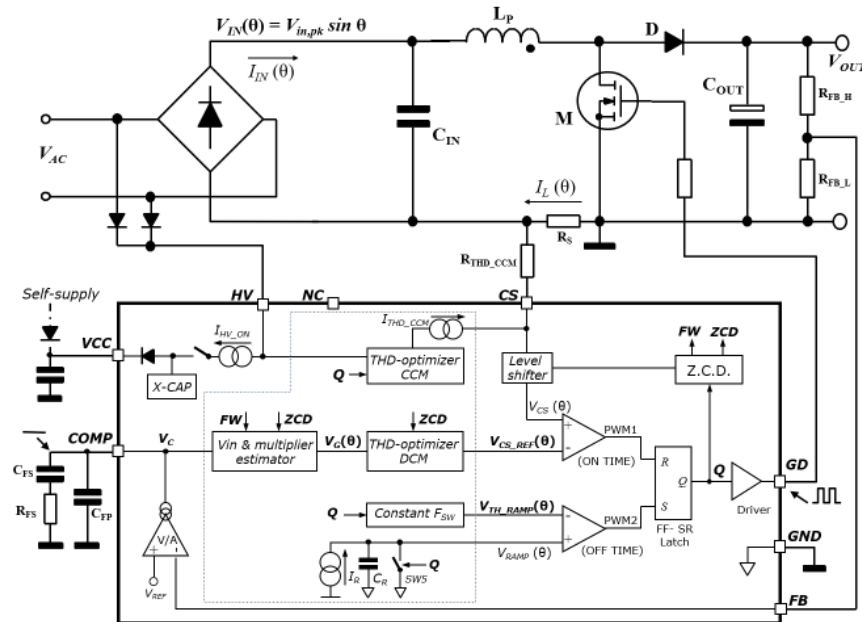 V_IN(θ) = V_in,pk sin θ
L_P
D
I_IN (θ)
V_OUT
C_OUT
R_FB_H
M
C_IN
V_AC
I_L (θ)
R_FB_L
R_S
R_THD_CCM
Self-supply
HV
NC
CS
I_THD_CCM
I_HV_ON
FW
ZCD
VCC
THD-optimizer
CCM
Level
shifter
Z.C.D.
X-CAP
Q
V_CS (θ)
COMP
FW
ZCD
ZCD
PWM1
V_C
Vin & multiplier
estimator
V_G(θ)
THD-optimizer
DCM
V_CS_REF(θ)
+
-
(ON TIME)
R
Q
S
Q
GD
C_FS
R_FS
C_FP
Driver
FF- SR
Latch
Q
Constant F_SW
V_TH_RAMP(θ)
-
+
PWM2
(OFF TIME)
V/A
+
-
V_REF
I_R
C_R
SW5
Q
V_RAMP (θ)
GND
FB